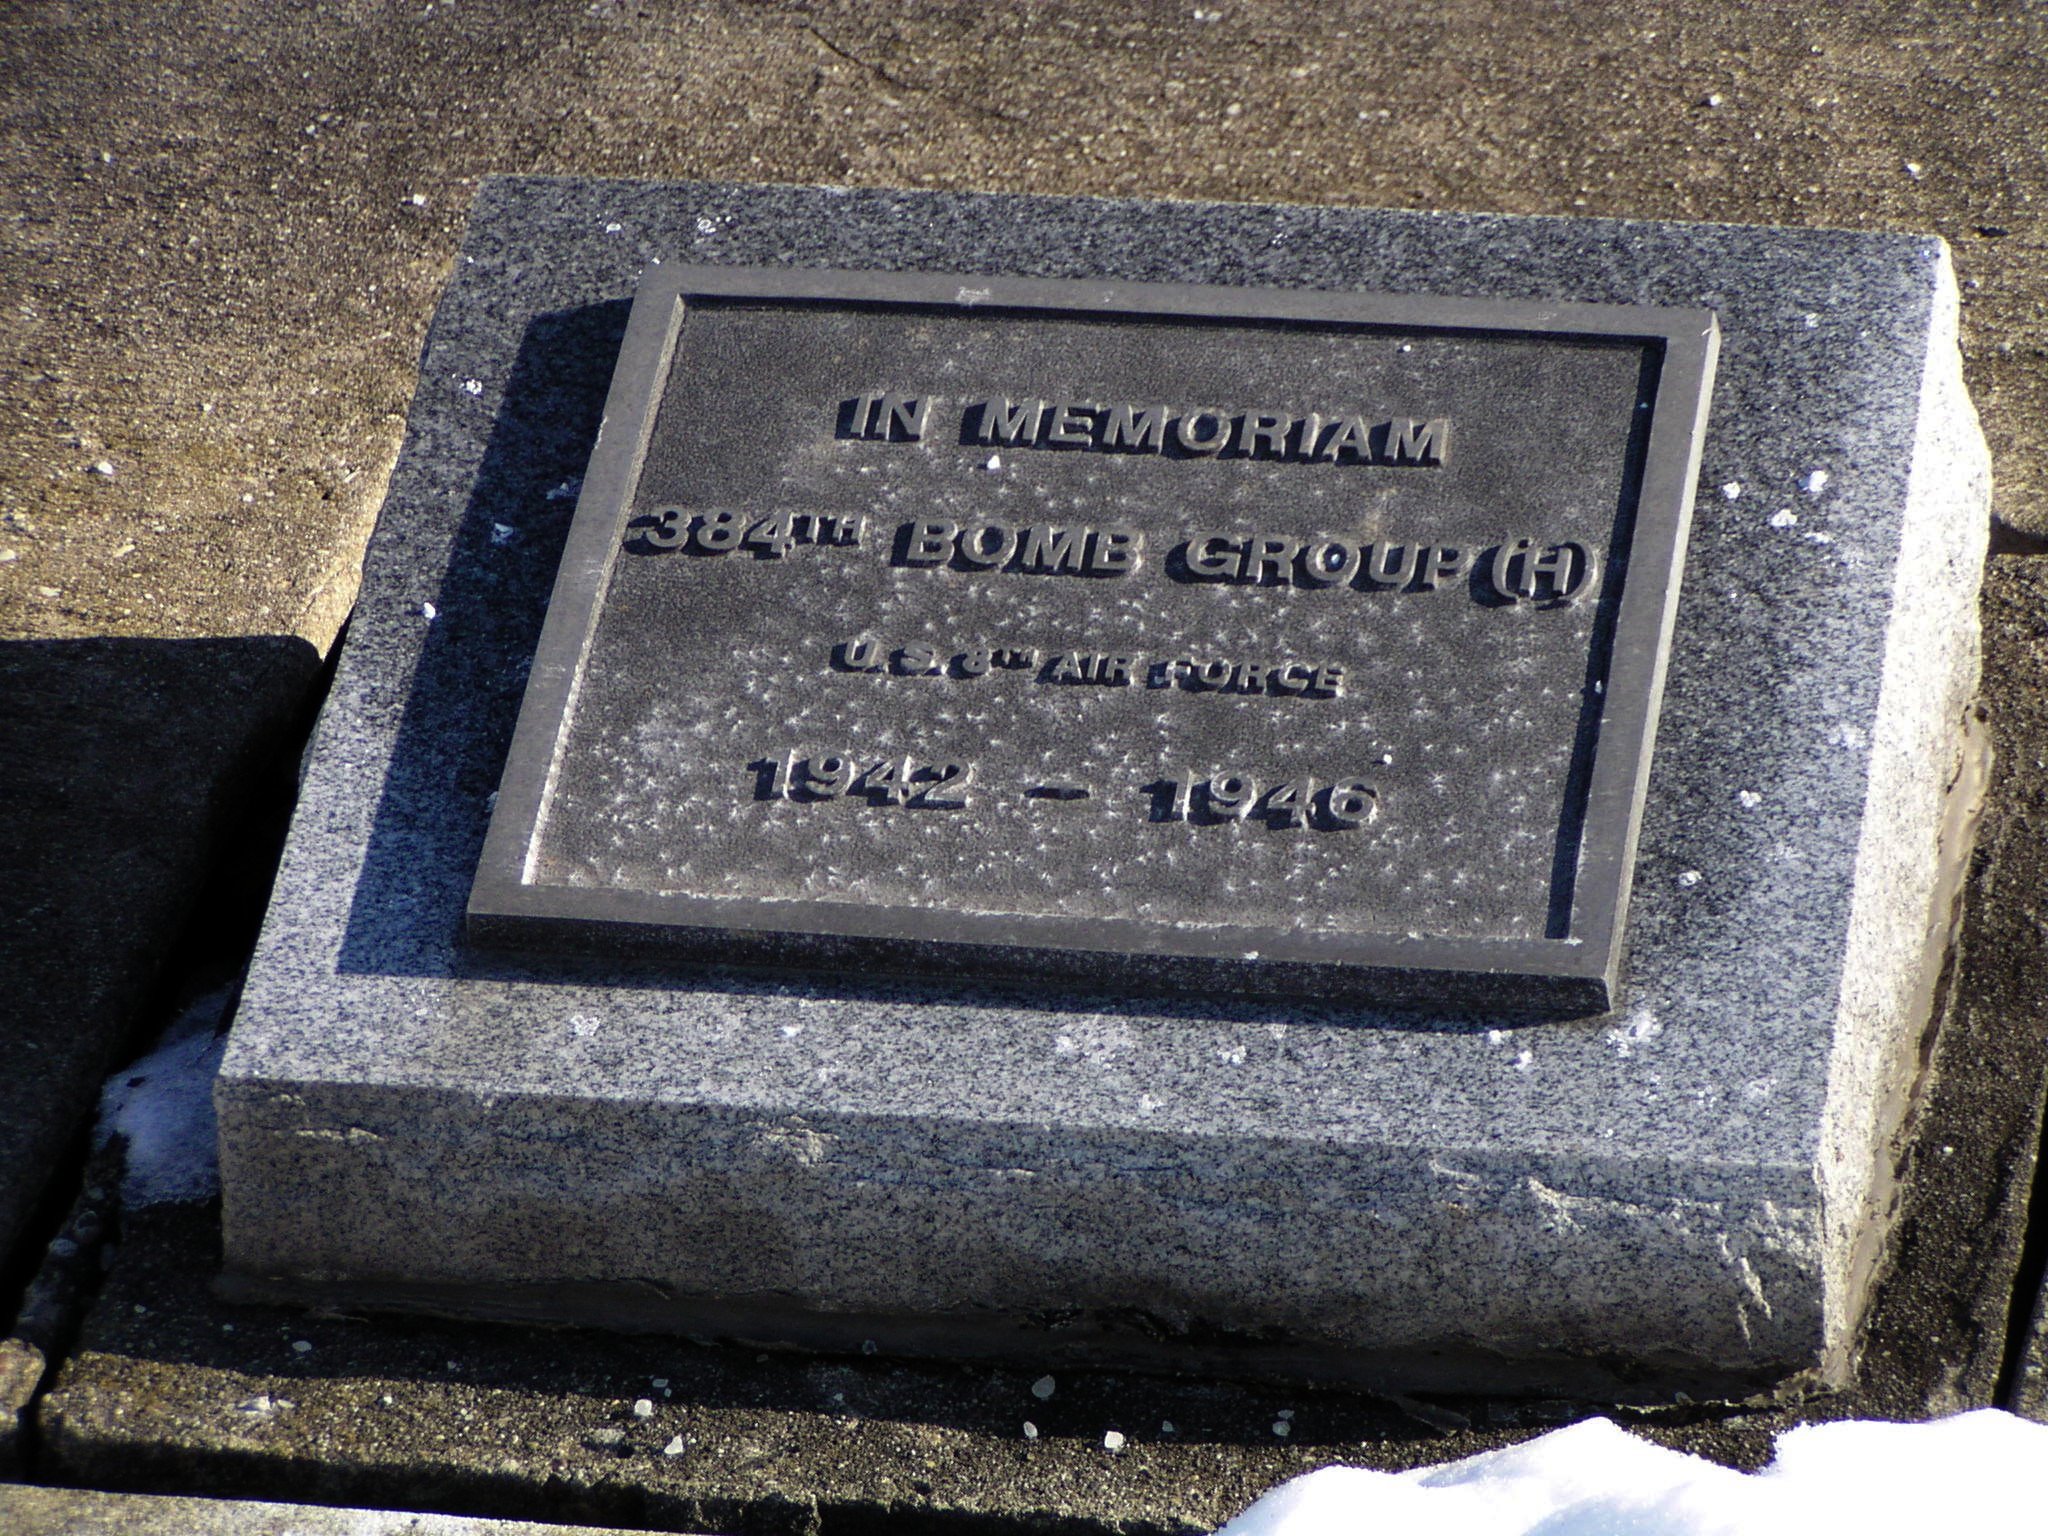 IN MEMORIAM
384TH BOMB GROUP (H)
U.S. 8TH AIR FORCE
1942 – 1946